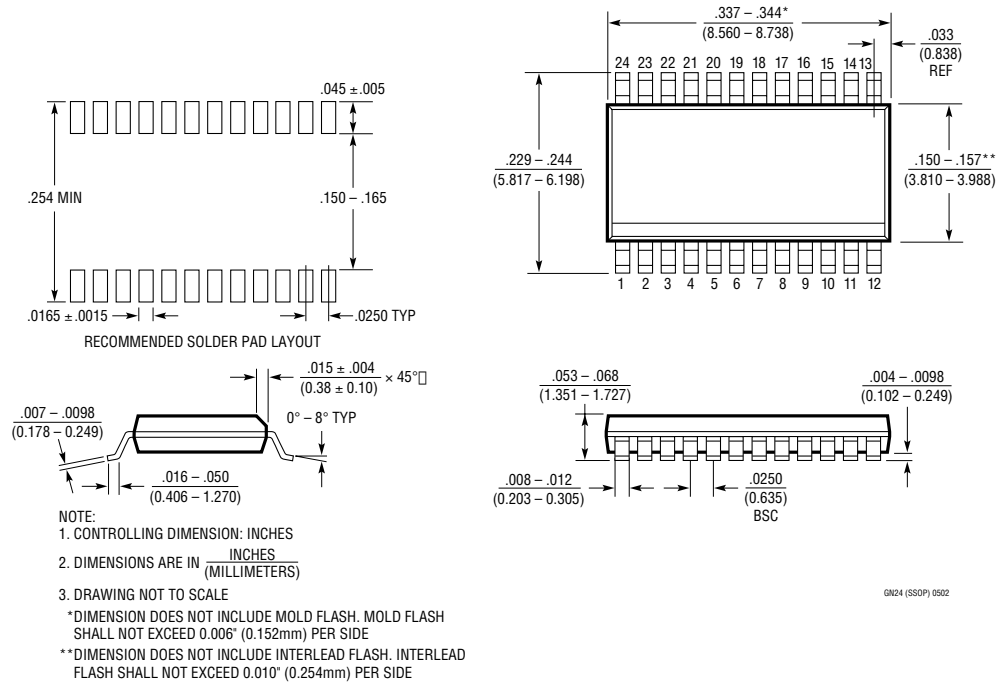 .045 ±.005
.254 MIN
.150 – .165
.0165 ±.0015
.0250 TYP
RECOMMENDED SOLDER PAD LAYOUT
.337 – .344*
(8.560 – 8.738)
.033
(0.838)
REF
24 23 22 21 20 19 18 17 16 15 14 13
.229 – .244
(5.817 – 6.198)
.150 – .157**
(3.810 – 3.988)
1 2 3 4 5 6 7 8 9 10 11 12
.015 ± .004
(0.38 ± 0.10)
× 45°
.007 – .0098
(0.178 – 0.249)
0° – 8° TYP
.016 – .050
(0.406 – 1.270)
.053 – .068
(1.351 – 1.727)
.004 – .0098
(0.102 – 0.249)
.008 – .012
(0.203 – 0.305)
.0250
(0.635)
BSC
NOTE:
1. CONTROLLING DIMENSION: INCHES
2. DIMENSIONS ARE IN INCHES
(MILLIMETERS)
3. DRAWING NOT TO SCALE
*DIMENSION DOES NOT INCLUDE MOLD FLASH. MOLD FLASH
SHALL NOT EXCEED 0.006" (0.152mm) PER SIDE
**DIMENSION DOES NOT INCLUDE INTERLEAD FLASH. INTERLEAD
FLASH SHALL NOT EXCEED 0.010" (0.254mm) PER SIDE
GN24 (SSOP) 0502